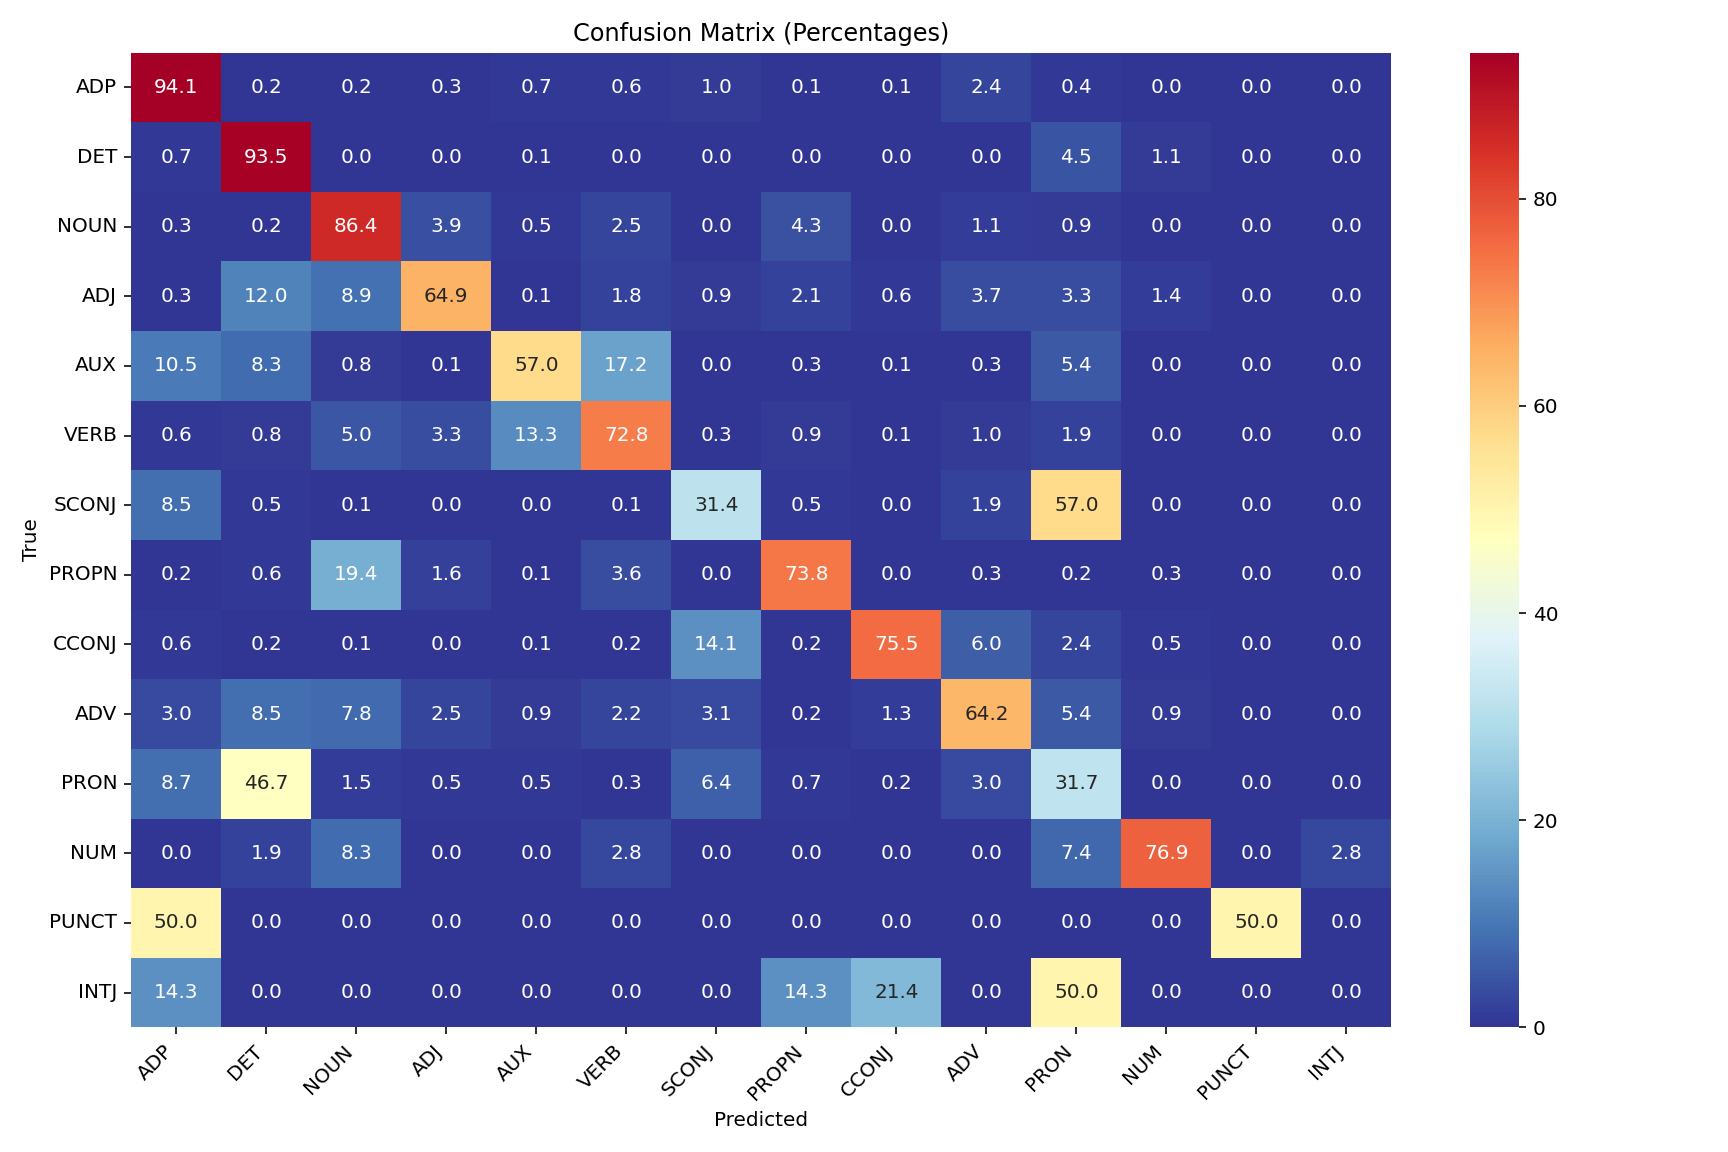 Confusion Matrix (Percentages)
ADP 94.1 0.2 0.2 0.3 0.7 0.6 1.0 0.1 0.1 2.4 0.4 0.0 0.0 0.0
DET 0.7 93.5 0.0 0.0 0.1 0.0 0.0 0.0 0.0 0.0 4.5 1.1 0.0 0.0
NOUN 0.3 0.2 86.4 3.9 0.5 2.5 0.0 4.3 0.0 1.1 0.9 0.0 0.0 0.0
ADJ 0.3 12.0 8.9 64.9 0.1 1.8 0.9 2.1 0.6 3.7 3.3 1.4 0.0 0.0
AUX 10.5 8.3 0.8 0.1 57.0 17.2 0.0 0.3 0.1 0.3 5.4 0.0 0.0 0.0
VERB 0.6 0.8 5.0 3.3 13.3 72.8 0.3 0.9 0.1 1.0 1.9 0.0 0.0 0.0
SCONJ 8.5 0.5 0.1 0.0 0.0 0.1 31.4 0.5 0.0 1.9 57.0 0.0 0.0 0.0
PROPN 0.2 0.6 19.4 1.6 0.1 3.6 0.0 73.8 0.0 0.3 0.2 0.3 0.0 0.0
CCONJ 0.6 0.2 0.1 0.0 0.1 0.2 14.1 0.2 75.5 6.0 2.4 0.5 0.0 0.0
ADV 3.0 8.5 7.8 2.5 0.9 2.2 3.1 0.2 1.3 64.2 5.4 0.9 0.0 0.0
PRON 8.7 46.7 1.5 0.5 0.5 0.3 6.4 0.7 0.2 3.0 31.7 0.0 0.0 0.0
NUM 0.0 1.9 8.3 0.0 0.0 2.8 0.0 0.0 0.0 0.0 7.4 76.9 0.0 2.8
PUNCT 50.0 0.0 0.0 0.0 0.0 0.0 0.0 0.0 0.0 0.0 0.0 0.0 50.0 0.0
INTJ 14.3 0.0 0.0 0.0 0.0 0.0 0.0 14.3 21.4 0.0 50.0 0.0 0.0 0.0
ADP DET NOUN ADJ AUX VERB SCONJ PROPN CCONJ ADV PRON NUM PUNCT INTJ
Predicted
True
80
60
40
20
0